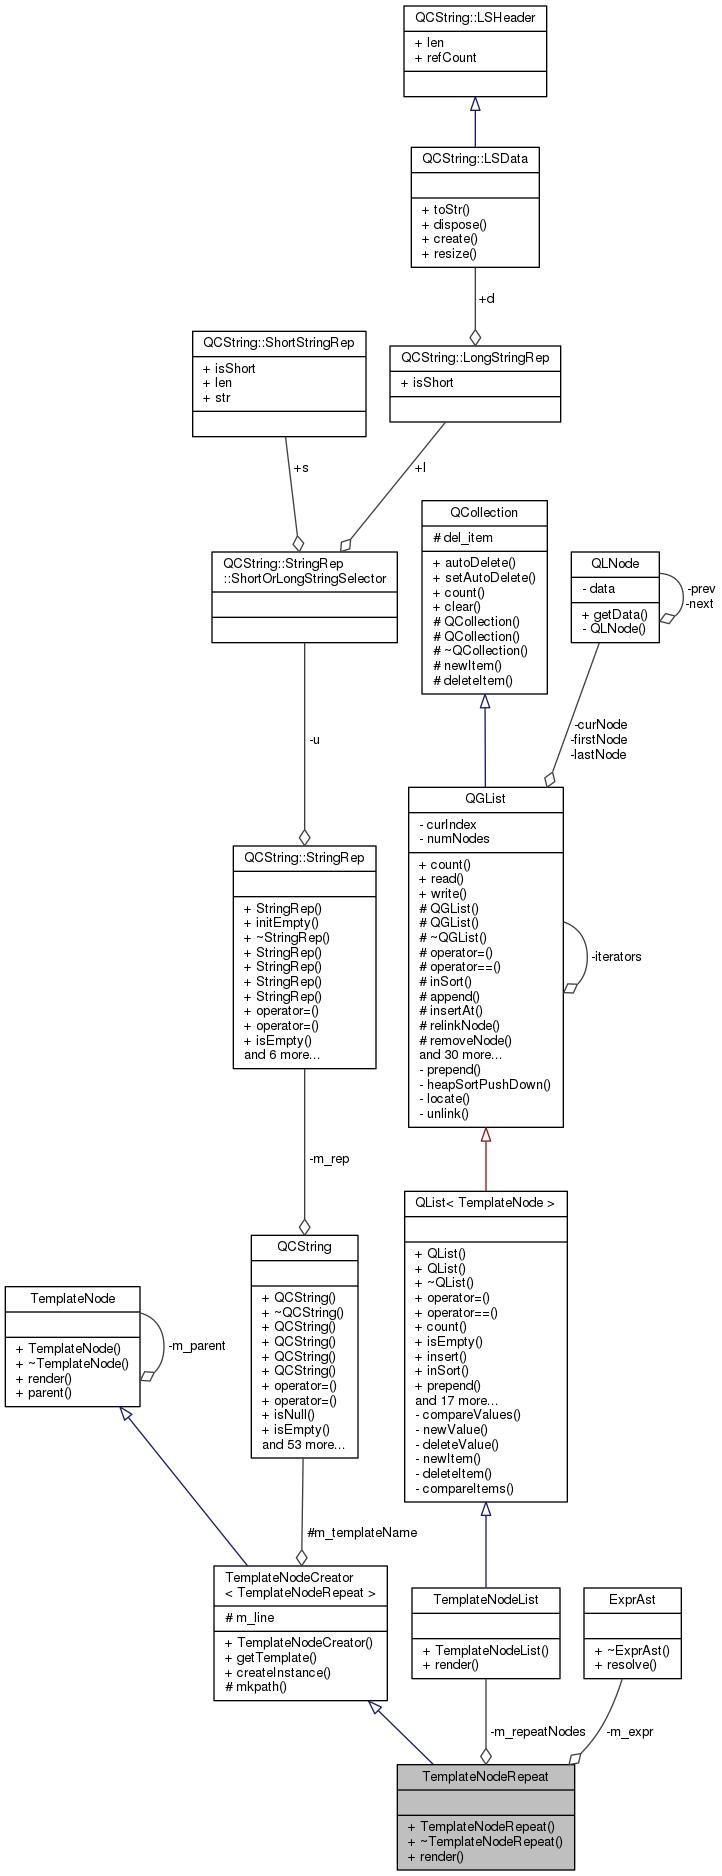 QCString::LSHeader
+ len
+ refCount
QCString::LSData
+ toStr()
+ dispose()
+ create()
+ resize()
+d
QCString::ShortStringRep
+ isShort
+ len
+ str
QCString::LongStringRep
+ isShort
+s
+l
QCollection
# del_item
+ autoDelete()
+ setAutoDelete()
+ count()
+ clear()
# QCollection()
# QCollection()
# ~QCollection()
# newItem()
# deleteItem()
QLNode
- data
+ getData()
- QLNode()
-prev
-next
QCString::StringRep
::ShortOrLongStringSelector
-u
-curNode
-firstNode
-lastNode
QGList
- curIndex
- numNodes
+ count()
+ read()
+ write()
# QGList()
# QGList()
# ~QGList()
# operator=()
# operator==()
# inSort()
# append()
# insertAt()
# relinkNode()
# removeNode()
and 30 more...
- prepend()
- heapSortPushDown()
- locate()
- unlink()
-iterators
QCString::StringRep
+ StringRep()
+ initEmpty()
+ ~StringRep()
+ StringRep()
+ StringRep()
+ StringRep()
+ StringRep()
+ operator=()
+ operator=()
+ isEmpty()
and 6 more...
-m_rep
QList< TemplateNode >
+ QList()
+ QList()
+ ~QList()
+ operator=()
+ operator==()
+ count()
+ isEmpty()
+ insert()
+ inSort()
+ prepend()
and 17 more...
- compareValues()
- newValue()
- deleteValue()
- newItem()
- deleteItem()
- compareItems()
QCString
+ QCString()
+ ~QCString()
+ QCString()
+ QCString()
+ QCString()
+ QCString()
+ operator=()
+ operator=()
+ isNull()
+ isEmpty()
and 53 more...
TemplateNode
+ TemplateNode()
+ ~TemplateNode()
+ render()
+ parent()
-m_parent
#m_templateName
TemplateNodeCreator
< TemplateNodeRepeat >
# m_line
+ TemplateNodeCreator()
+ getTemplate()
+ createInstance()
# mkpath()
TemplateNodeList
+ TemplateNodeList()
+ render()
ExprAst
+ ~ExprAst()
+ resolve()
-m_repeatNodes
-m_expr
TemplateNodeRepeat
+ TemplateNodeRepeat()
+ ~TemplateNodeRepeat()
+ render()